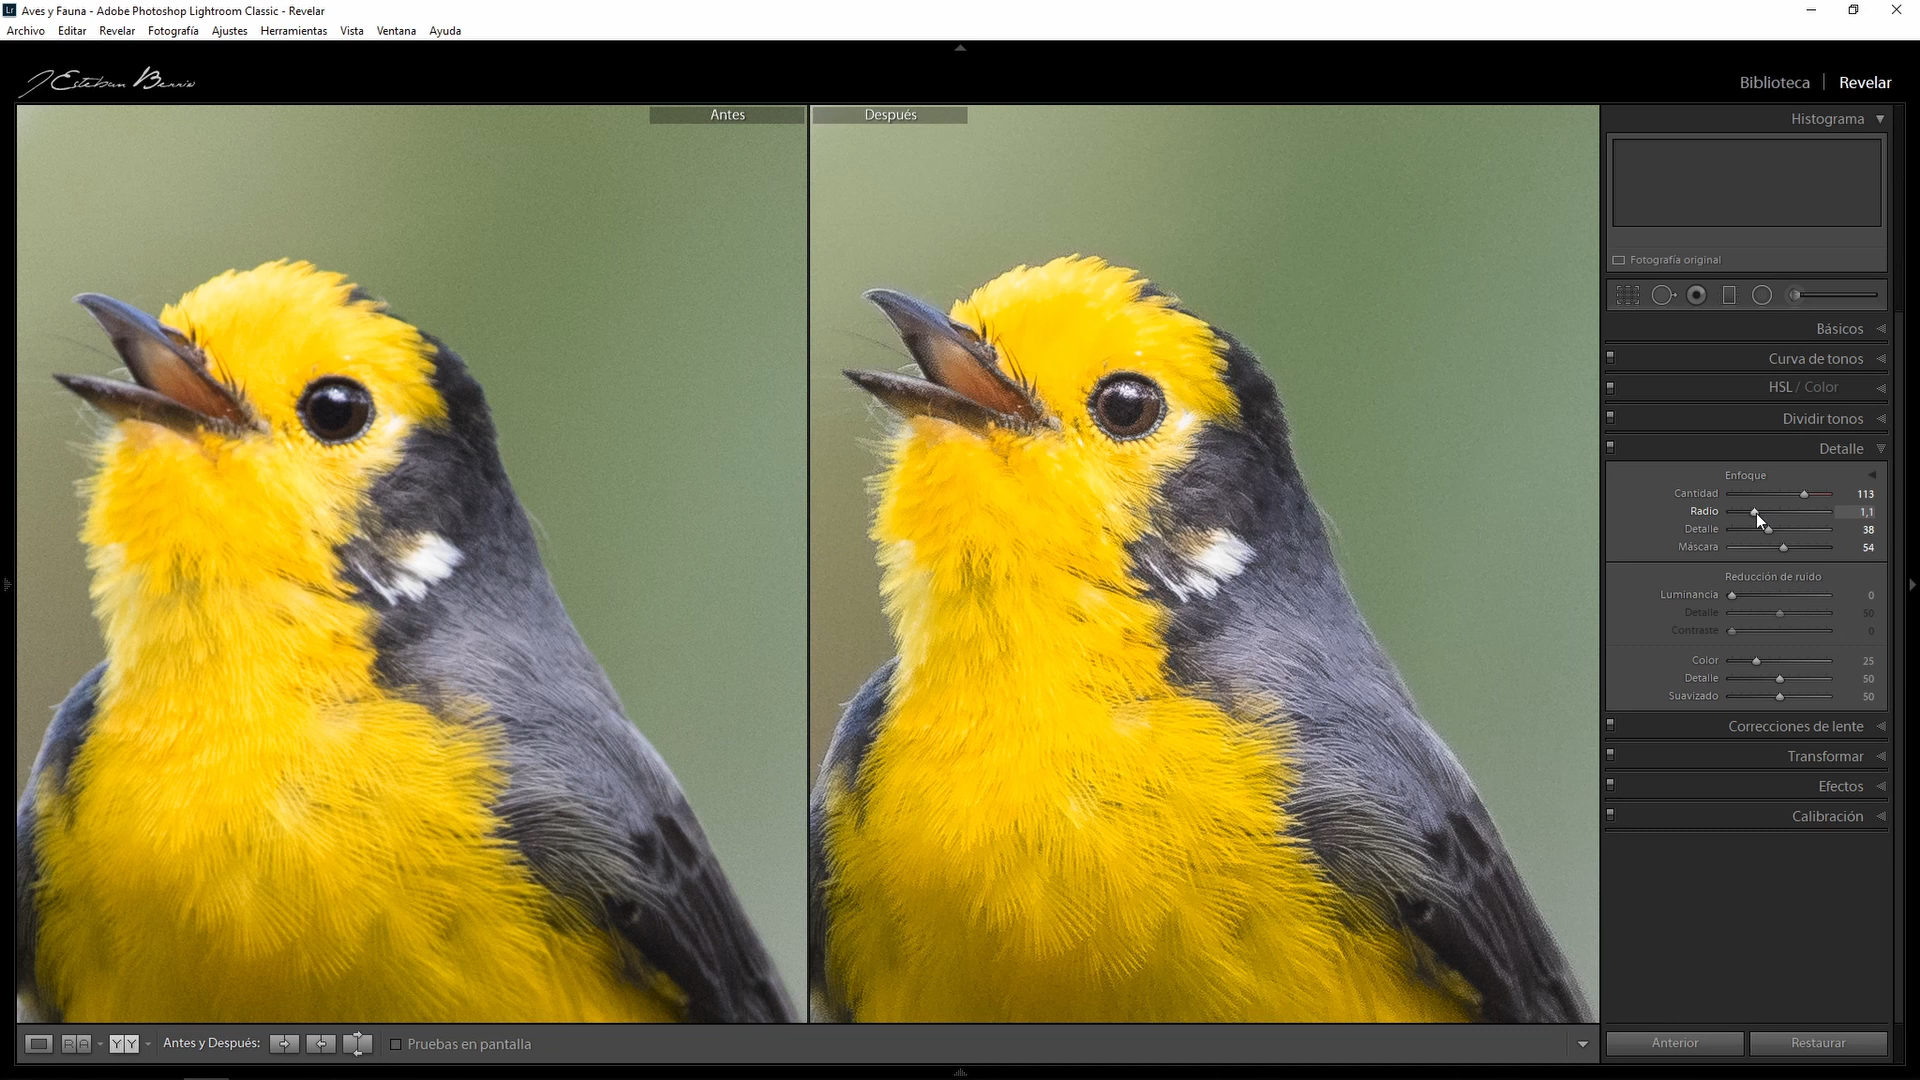 Lr Aves y Fauna - Adobe Photoshop Lightroom Classic - Revelar
Archivo Editar Revelar Fotografía Ajustes Herramientas Vista Ventana Ayuda
J Esteban Berrio
Biblioteca | Revelar
Antes
Después
Histograma
Fotografía original
Básicos
Curva de tonos
HSL / Color
Dividir tonos
Detalle
Enfoque
Cantidad 113
Radio 1,1
Detalle 38
Máscara 54
Reducción de ruido
Luminancia 0
Detalle 50
Contraste 0
Color 25
Detalle 50
Suavizado 50
Correcciones de lente
Transformar
Efectos
Calibración
R A Y Y Antes y Después: Pruebas en pantalla
Anterior Restaurar